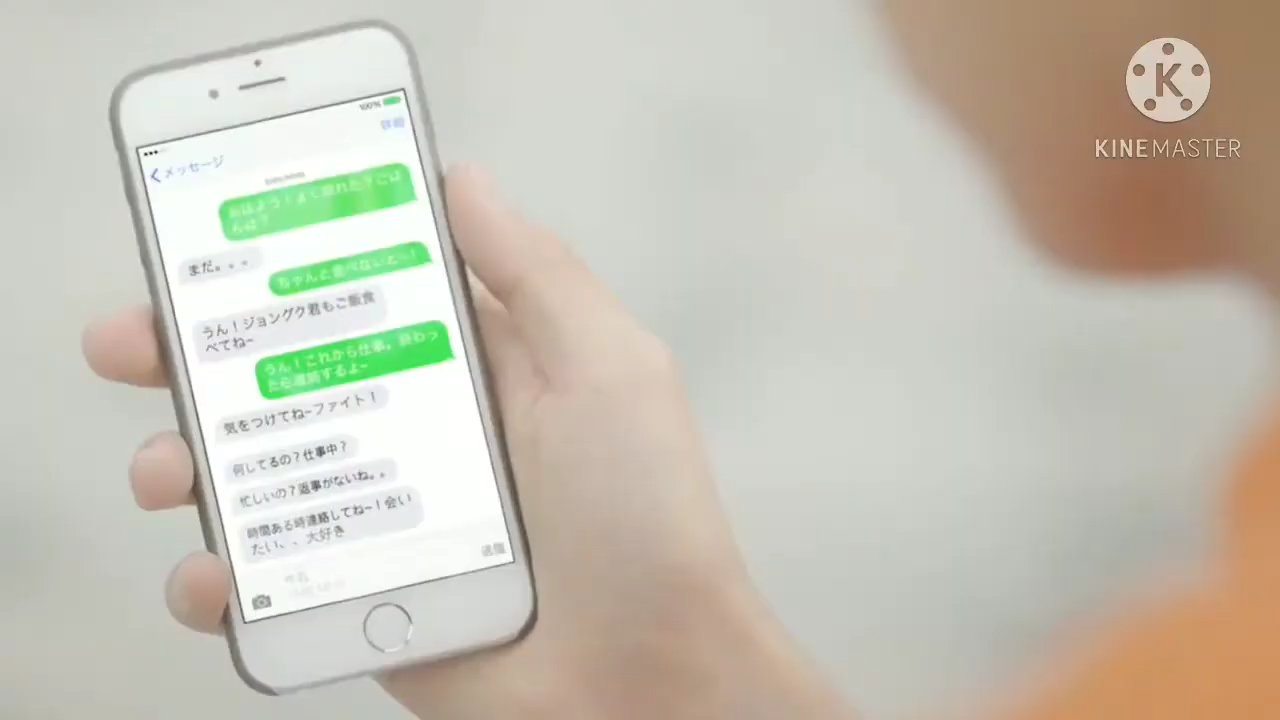 100%
メッセージ
詳細
おはよう!よく眠れた?ごは
んは?
まだ。。。
ちゃんと食べないと~!
うん!ジョングク君もご飯食
べてね~
うん!これから仕事。終わっ
たら連絡するよ~
気をつけてね~ファイト!
何してるの?仕事中?
忙しいの?返事がないね。。
時間ある時連絡してね~!会い
たい、、大好き
送信
K
KINEMASTER